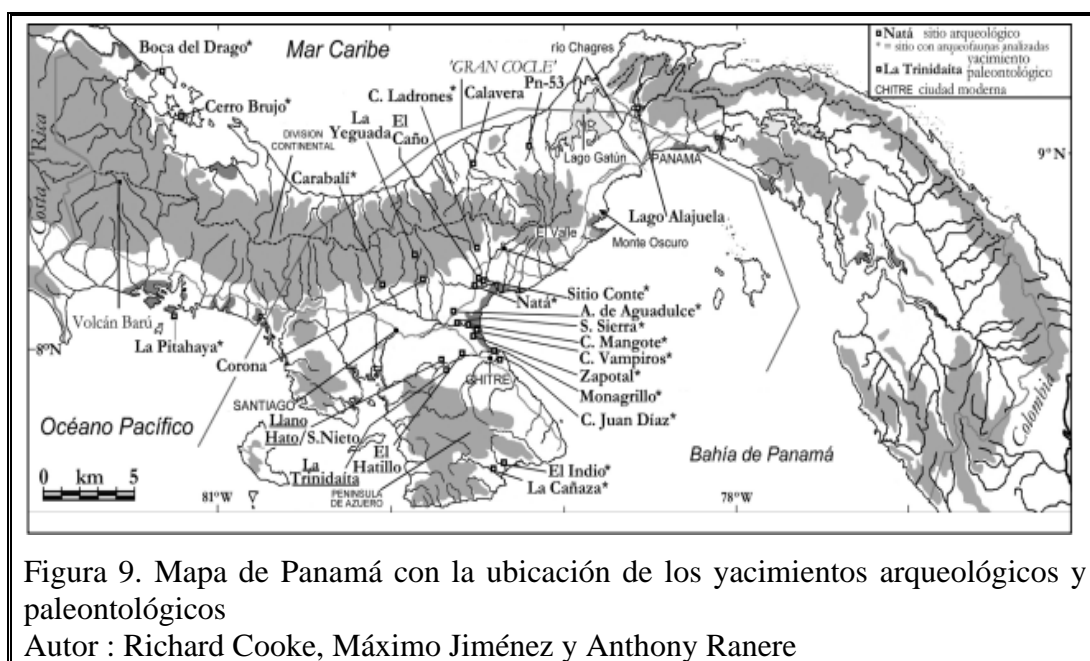 Boca del Drago*
Mar Caribe
río Chagres
Natá sitio arqueológico
* = sitio con arqueofaunas analizadas
yacimiento
La Trinidaíta paleontológico
CHITRE ciudad moderna
'GRAN COCLE'
Pn-53
C. Ladrones*
Calavera
Cerro Brujo*
La
Yeguada
El
Caño
DIVISION
CONTINENTAL
Lago Gatún
PANAMÁ
9° N
Costa Rica
Carabalí*
Lago Alajuela
El Valle
Monte Oscuro
Natá*
Sitio Conte*
A. de Aguadulce*
S. Sierra*
C. Mangote*
C. Vampiros*
Zapotal*
Monagrillo*
C. Juan Díaz*
Volcán Barú
8°N
La Pitahaya*
Corona
CHITRE
SANTIAGO
Océano Pacífico
Llano
Hato/S.Nieto
El
Hatillo
La
Trinidaíta
PENINSULA
DE AZUERO
El Indio*
La Cañaza*
Bahía de Panamá
Colombia
0 km 5
81°W
78°W
Figura 9. Mapa de Panamá con la ubicación de los yacimientos arqueológicos y
paleontológicos
Autor : Richard Cooke, Máximo Jiménez y Anthony Ranere